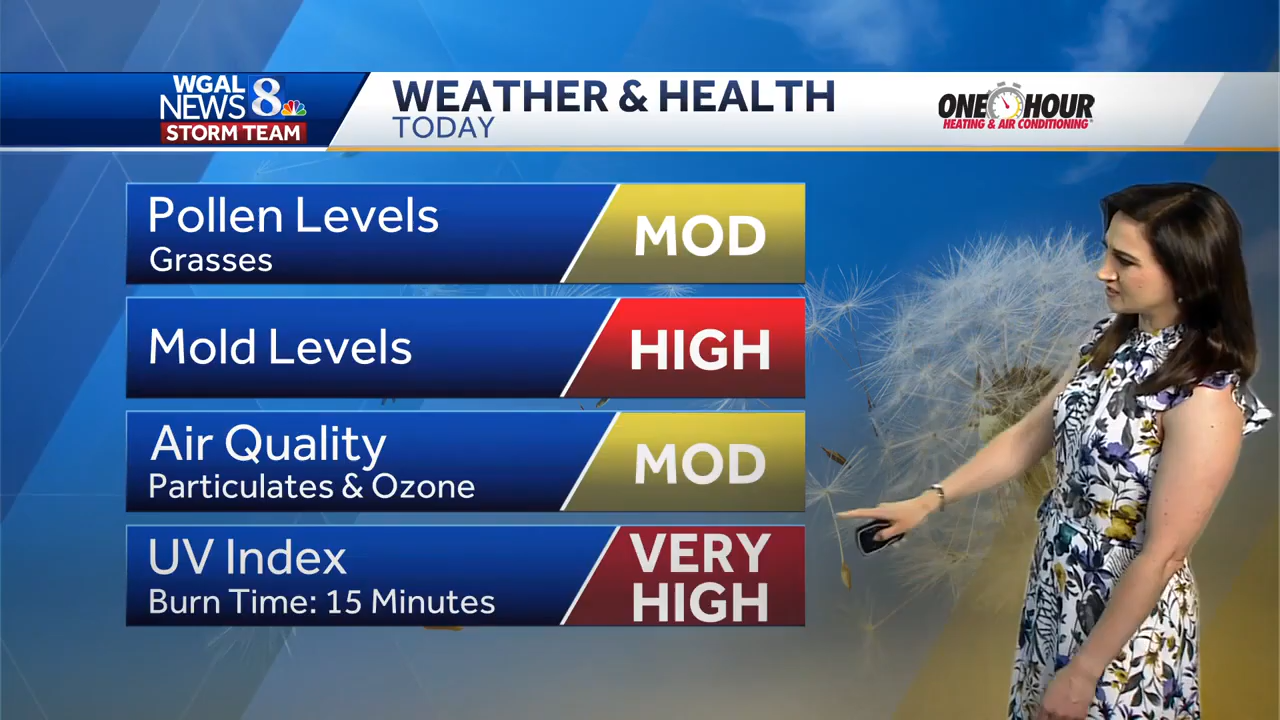 WGAL
NEWS 8
STORM TEAM
WEATHER & HEALTH
TODAY
ONE HOUR
HEATING & AIR CONDITIONING
Pollen Levels
Grasses
MOD
Mold Levels
HIGH
Air Quality
Particulates & Ozone
MOD
UV Index
Burn Time: 15 Minutes
VERY
HIGH